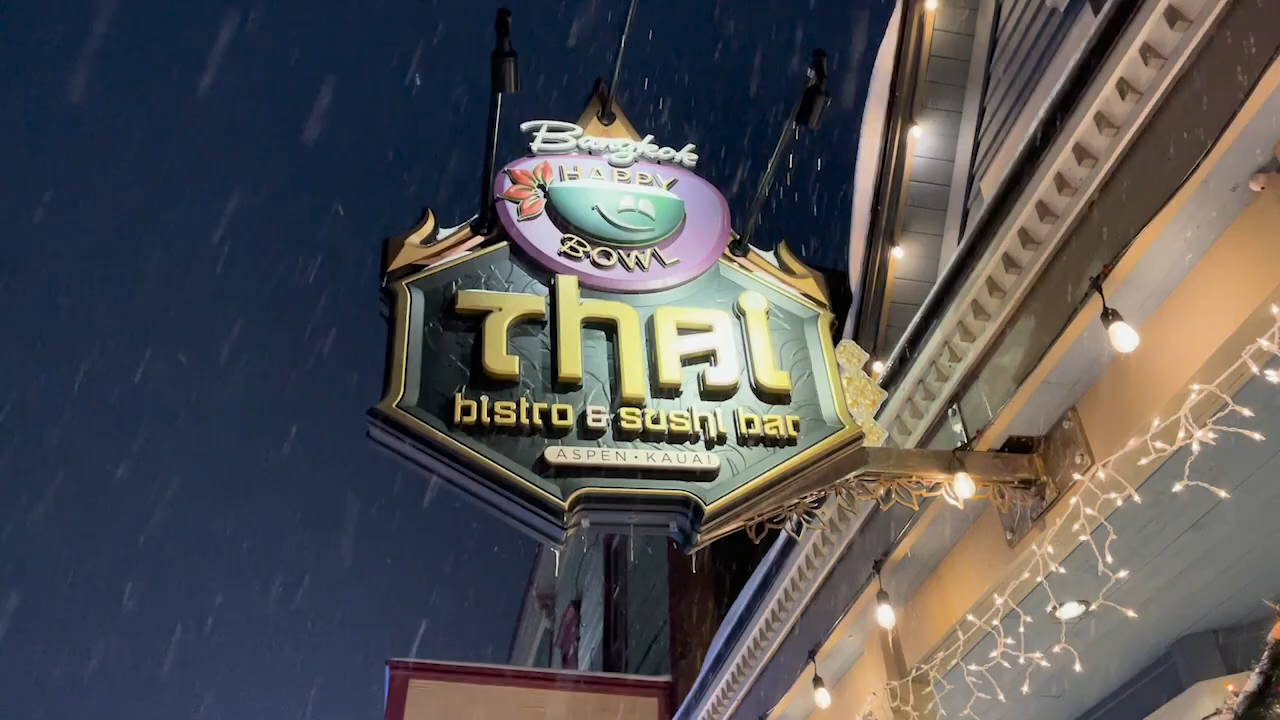 Bangkok
HAPPY
BOWL
Thai
bistro & sushi bar
ASPEN • KAUAI